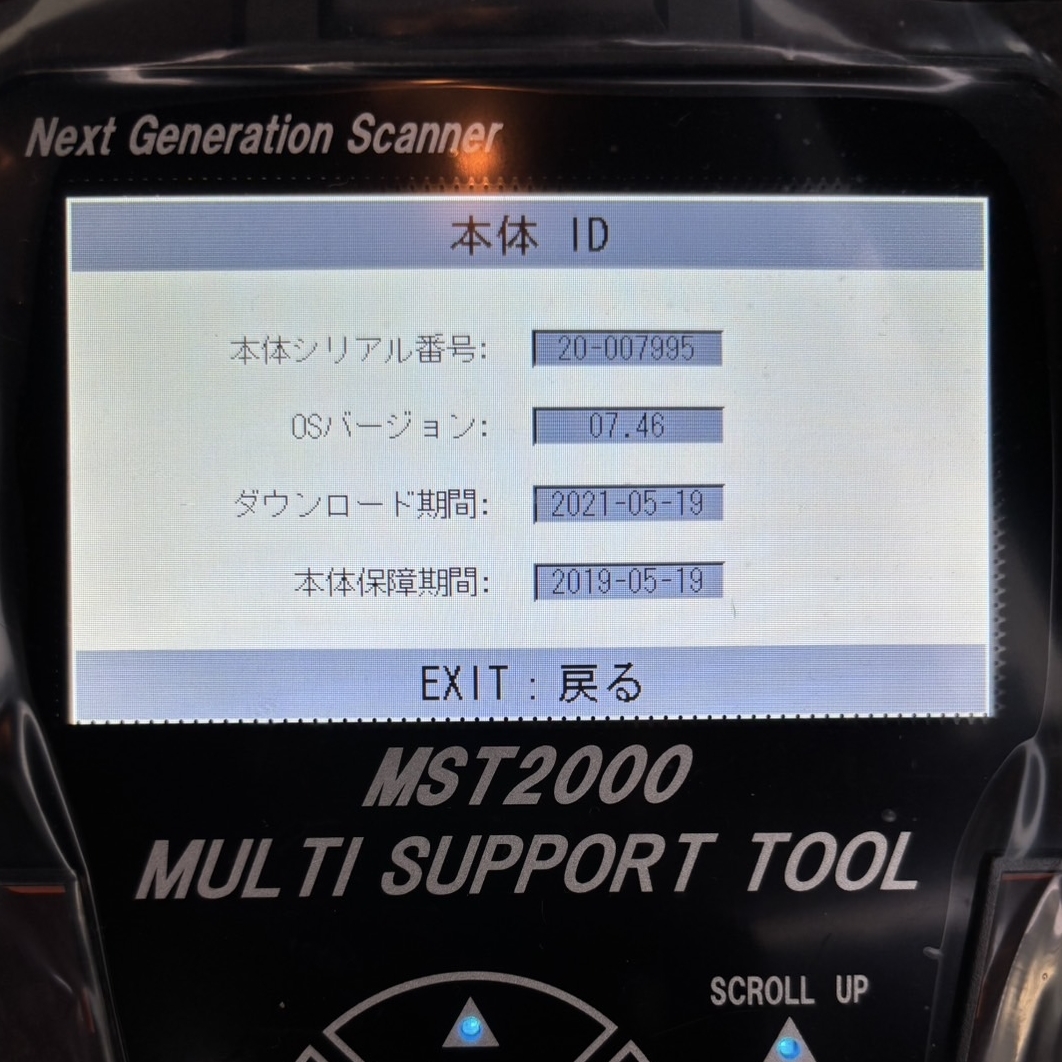 Next Generation Scanner
本体 ID
本体シリアル番号: 20-007995
OSバージョン: 07.46
ダウンロード期間: 2021-05-19
本体保障期間: 2019-05-19
EXIT : 戻る
MST2000
MULTI SUPPORT TOOL
SCROLL UP